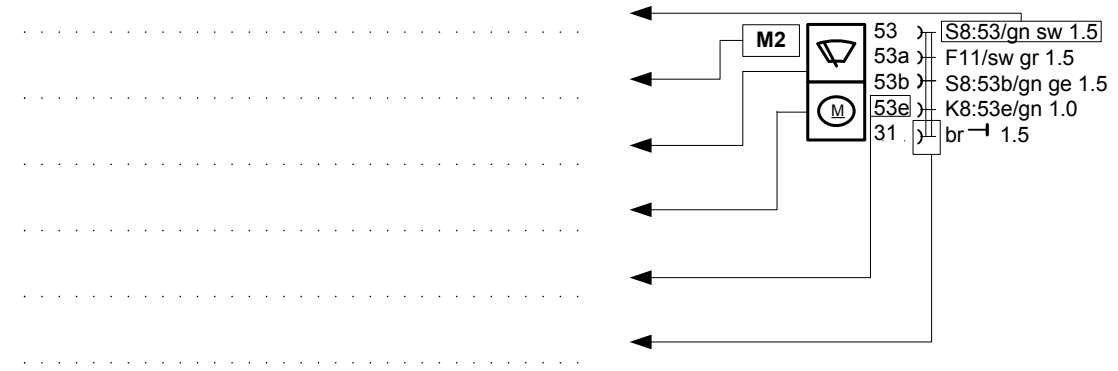 M2
53 S8:53/gn sw 1.5
53a F11/sw gr 1.5
53b S8:53b/gn ge 1.5
M 53e K8:53e/gn 1.0
31 br 1.5